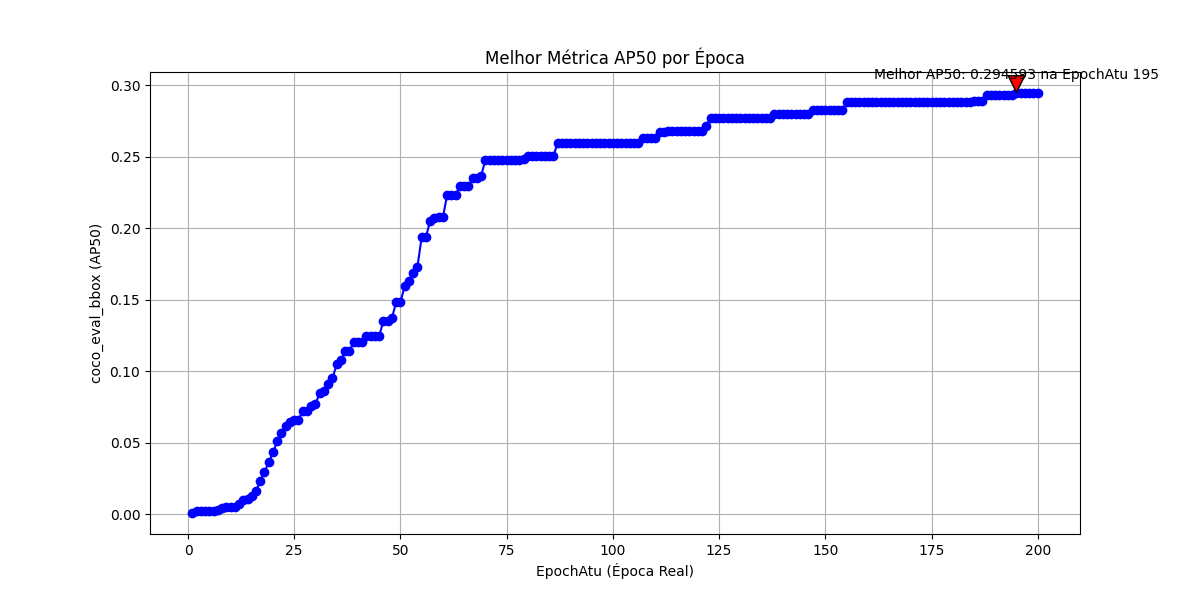 Melhor Métrica AP50 por Época
Melhor AP50: 0.294593 na EpochAtu 195
0.30
0.25
0.20
0.15
0.10
0.05
0.00
coco_eval_bbox (AP50)
0 25 50 75 100 125 150 175 200
EpochAtu (Época Real)